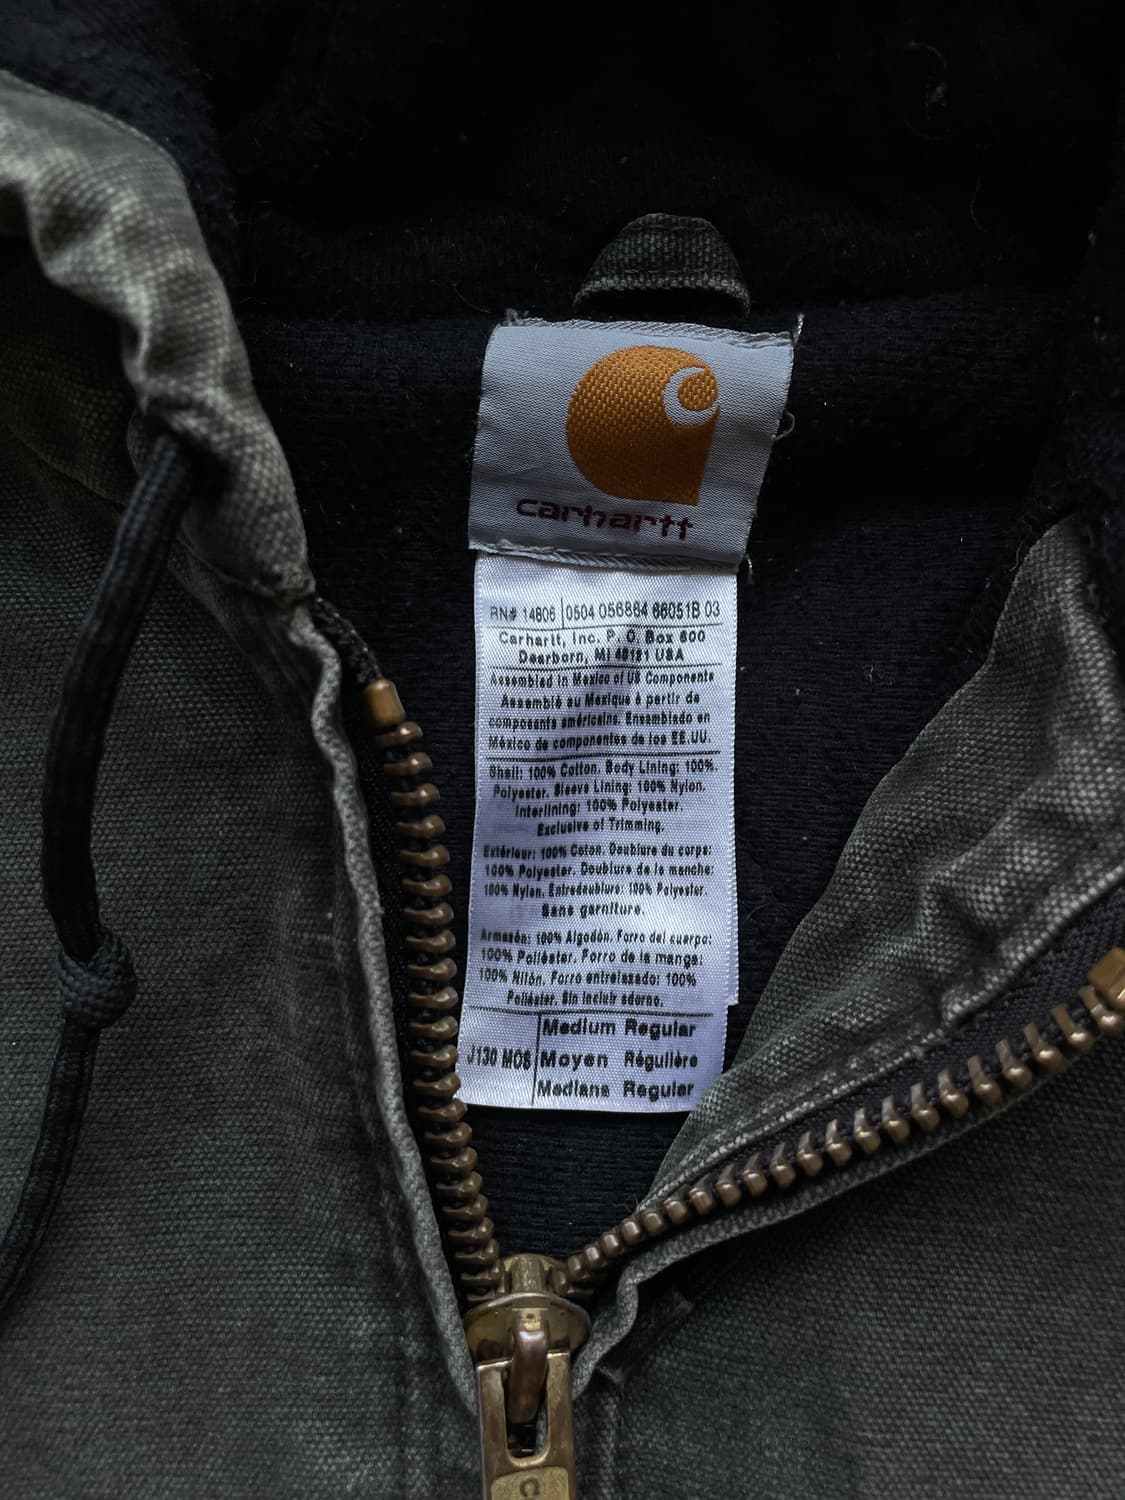 carhartt
RN# 14806 0504 056864 66051B 03
Carhartt, Inc. P. O. Box 600
Dearborn, MI 48121 USA
Assembled in Mexico of US Components
Assemblé au Mexique à partir de
composants américains. Ensamblado en
México de componentes de los EE.UU.
Shell: 100% Cotton. Body Lining: 100%
Polyester. Sleeve Lining: 100% Nylon.
Interlining: 100% Polyester.
Exclusive of Trimming.
Extérieur: 100% Coton. Doublure du corps:
100% Polyester. Doublure de la manche:
100% Nylon. Entredoublure: 100% Polyester.
Sans garniture.
Armasón: 100% Algodón. Forro del cuerpo:
100% Poliéster. Forro de la manga:
100% Nilón. Forro entrelazado: 100%
Poliéster. Sin incluir adorno.
Medium Regular
J130 MOS Moyen Régulière
Mediana Regular
C